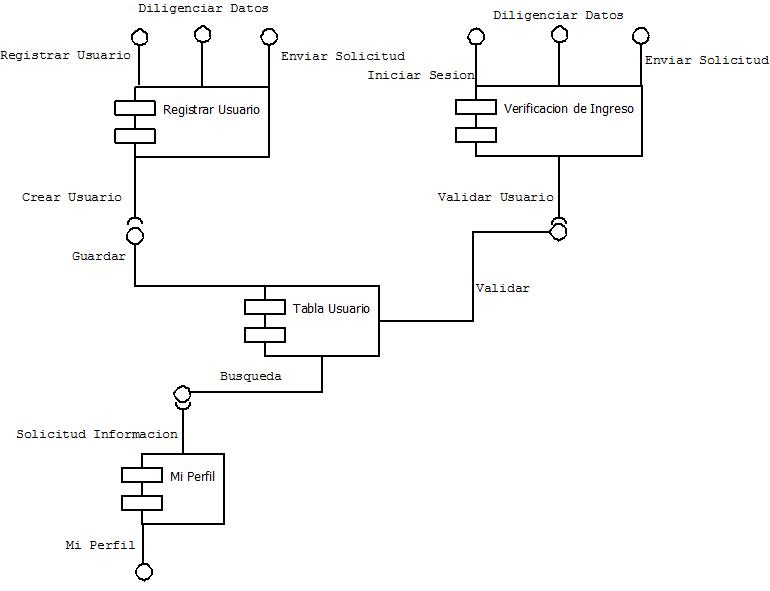 Diligenciar Datos
Diligenciar Datos
Registrar Usuario
Enviar Solicitud
Enviar Solicitud
Iniciar Sesion
Registrar Usuario
Verificacion de Ingreso
Crear Usuario
Validar Usuario
Guardar
Validar
Tabla Usuario
Busqueda
Solicitud Informacion
Mi Perfil
Mi Perfil